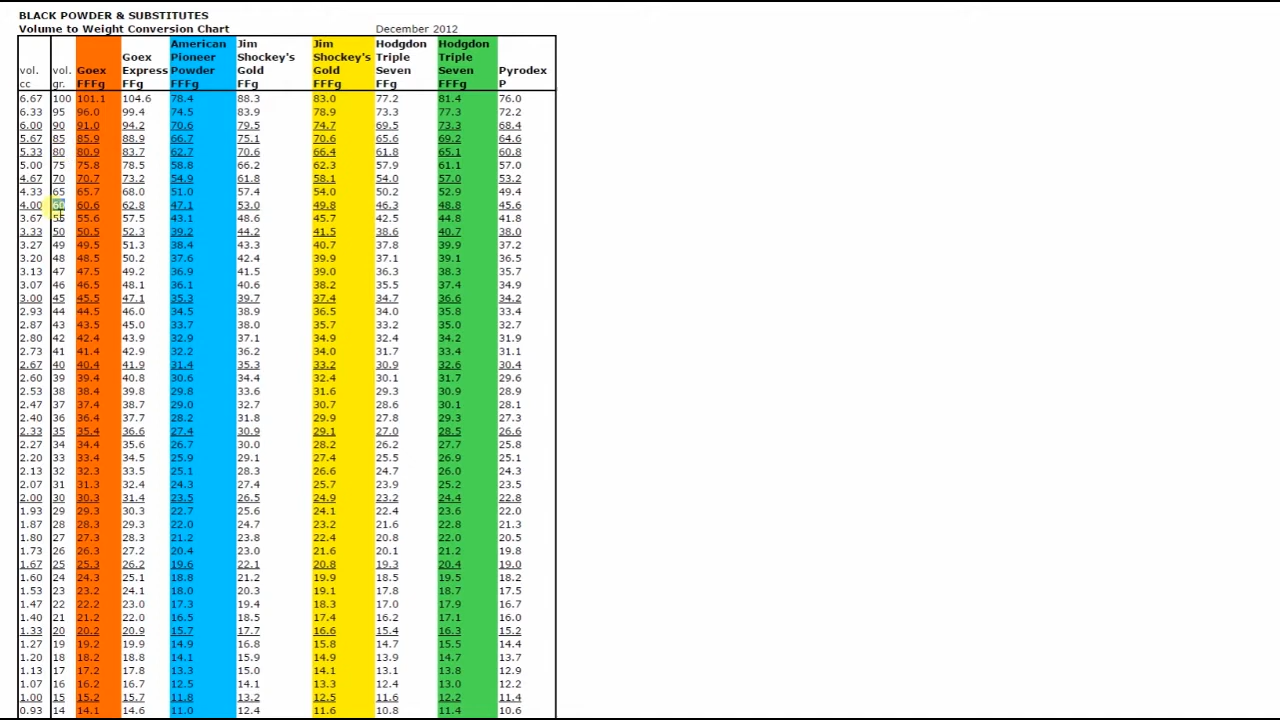 BLACK POWDER & SUBSTITUTES
Volume to Weight Conversion Chart December 2012
American Jim Jim Hodgdon Hodgdon
Goex Pioneer Shockey's Shockey's Triple Triple
vol. vol. Goex Express Powder Gold Gold Seven Seven Pyrodex
cc gr. FFFg FFg FFFg FFg FFFg FFg FFFg P
6.67 100 101.1 104.6 78.4 88.3 83.0 77.2 81.4 76.0
6.33 95 96.0 99.4 74.5 83.9 78.9 73.3 77.3 72.2
6.00 90 91.0 94.2 70.6 79.5 74.7 69.5 73.3 68.4
5.67 85 85.9 88.9 66.7 75.1 70.6 65.6 69.2 64.6
5.33 80 80.9 83.7 62.7 70.6 66.4 61.8 65.1 60.8
5.00 75 75.8 78.5 58.8 66.2 62.3 57.9 61.1 57.0
4.67 70 70.7 73.2 54.9 61.8 58.1 54.0 57.0 53.2
4.33 65 65.7 68.0 51.0 57.4 54.0 50.2 52.9 49.4
4.00 60 60.6 62.8 47.1 53.0 49.8 46.3 48.8 45.6
3.67 55 55.6 57.5 43.1 48.6 45.7 42.5 44.8 41.8
3.33 50 50.5 52.3 39.2 44.2 41.5 38.6 40.7 38.0
3.27 49 49.5 51.3 38.4 43.3 40.7 37.8 39.9 37.2
3.20 48 48.5 50.2 37.6 42.4 39.9 37.1 39.1 36.5
3.13 47 47.5 49.2 36.9 41.5 39.0 36.3 38.3 35.7
3.07 46 46.5 48.1 36.1 40.6 38.2 35.5 37.4 34.9
3.00 45 45.5 47.1 35.3 39.7 37.4 34.7 36.6 34.2
2.93 44 44.5 46.0 34.5 38.9 36.5 34.0 35.8 33.4
2.87 43 43.5 45.0 33.7 38.0 35.7 33.2 35.0 32.7
2.80 42 42.4 43.9 32.9 37.1 34.9 32.4 34.2 31.9
2.73 41 41.4 42.9 32.2 36.2 34.0 31.7 33.4 31.1
2.67 40 40.4 41.9 31.4 35.3 33.2 30.9 32.6 30.4
2.60 39 39.4 40.8 30.6 34.4 32.4 30.1 31.7 29.6
2.53 38 38.4 39.8 29.8 33.6 31.6 29.3 30.9 28.9
2.47 37 37.4 38.7 29.0 32.7 30.7 28.6 30.1 28.1
2.40 36 36.4 37.7 28.2 31.8 29.9 27.8 29.3 27.3
2.33 35 35.4 36.6 27.4 30.9 29.1 27.0 28.5 26.6
2.27 34 34.4 35.6 26.7 30.0 28.2 26.2 27.7 25.8
2.20 33 33.4 34.5 25.9 29.1 27.4 25.5 26.9 25.1
2.13 32 32.3 33.5 25.1 28.3 26.6 24.7 26.0 24.3
2.07 31 31.3 32.4 24.3 27.4 25.7 23.9 25.2 23.5
2.00 30 30.3 31.4 23.5 26.5 24.9 23.2 24.4 22.8
1.93 29 29.3 30.3 22.7 25.6 24.1 22.4 23.6 22.0
1.87 28 28.3 29.3 22.0 24.7 23.2 21.6 22.8 21.3
1.80 27 27.3 28.3 21.2 23.8 22.4 20.8 22.0 20.5
1.73 26 26.3 27.2 20.4 23.0 21.6 20.1 21.2 19.8
1.67 25 25.3 26.2 19.6 22.1 20.8 19.3 20.4 19.0
1.60 24 24.3 25.1 18.8 21.2 19.9 18.5 19.5 18.2
1.53 23 23.2 24.1 18.0 20.3 19.1 17.8 18.7 17.5
1.47 22 22.2 23.0 17.3 19.4 18.3 17.0 17.9 16.7
1.40 21 21.2 22.0 16.5 18.5 17.4 16.2 17.1 16.0
1.33 20 20.2 20.9 15.7 17.7 16.6 15.4 16.3 15.2
1.27 19 19.2 19.9 14.9 16.8 15.8 14.7 15.5 14.4
1.20 18 18.2 18.8 14.1 15.9 14.9 13.9 14.7 13.7
1.13 17 17.2 17.8 13.3 15.0 14.1 13.1 13.8 12.9
1.07 16 16.2 16.7 12.5 14.1 13.3 12.4 13.0 12.2
1.00 15 15.2 15.7 11.8 13.2 12.5 11.6 12.2 11.4
0.93 14 14.1 14.6 11.0 12.4 11.6 10.8 11.4 10.6